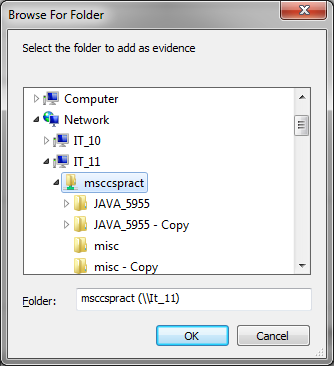 Browse For Folder
Select the folder to add as evidence
Computer
Network
IT_10
IT_11
msccspract
JAVA_5955
JAVA_5955 - Copy
misc
misc - Copy
Folder: msccspract (\\It_11)
OK Cancel